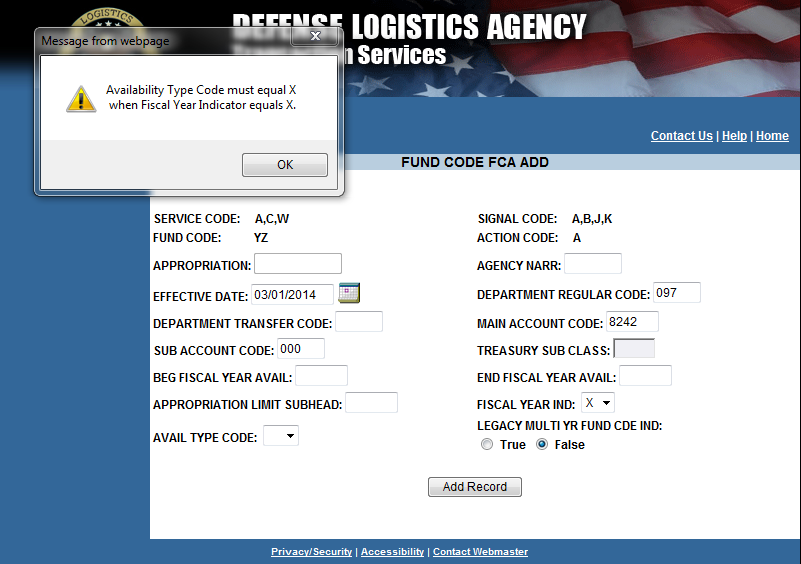 LOGISTICS
DEFENSE LOGISTICS AGENCY
n Services
Message from webpage
x
Availability Type Code must equal X
when Fiscal Year Indicator equals X.
OK
Contact Us | Help | Home
FUND CODE FCA ADD
SERVICE CODE: A,C,W
SIGNAL CODE: A,B,J,K
FUND CODE: YZ
ACTION CODE: A
APPROPRIATION:
AGENCY NARR:
EFFECTIVE DATE: 03/01/2014
DEPARTMENT REGULAR CODE: 097
DEPARTMENT TRANSFER CODE:
MAIN ACCOUNT CODE: 8242
SUB ACCOUNT CODE: 000
TREASURY SUB CLASS:
BEG FISCAL YEAR AVAIL:
END FISCAL YEAR AVAIL:
APPROPRIATION LIMIT SUBHEAD:
FISCAL YEAR IND: X
AVAIL TYPE CODE:
LEGACY MULTI YR FUND CDE IND:
True False
Add Record
Privacy/Security | Accessibility | Contact Webmaster